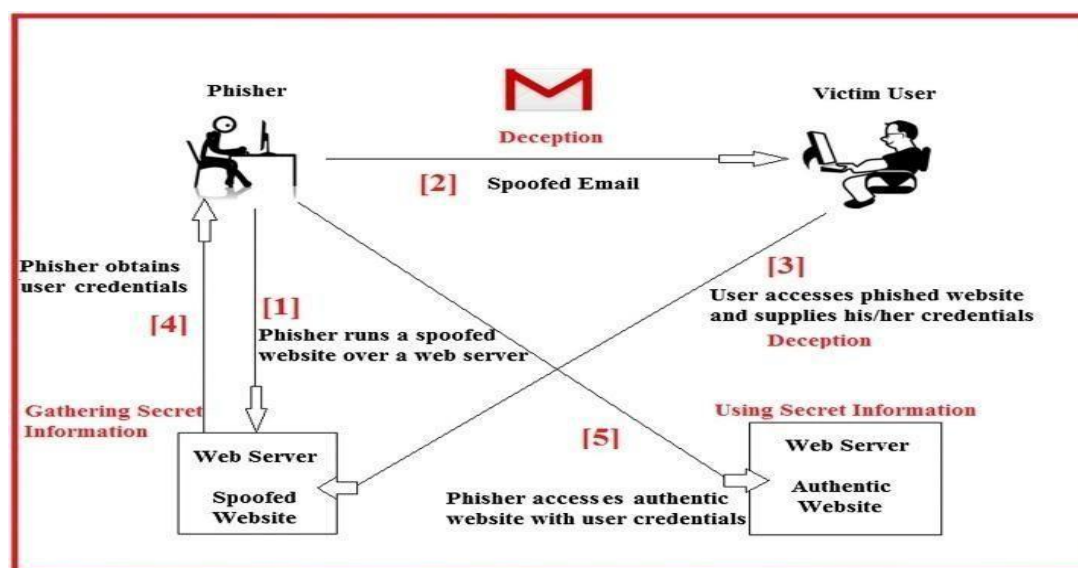 Phisher
Victim User
Deception
[2] Spoofed Email
Phisher obtains
user credentials
[4]
[1]
Phisher runs a spoofed
website over a web server
[3]
User accesses phished website
and supplies his/her credentials
Deception
Gathering Secret
Information
Web Server
Spoofed
Website
[5]
Phisher accesses authentic
website with user credentials
Using Secret Information
Web Server
Authentic
Website